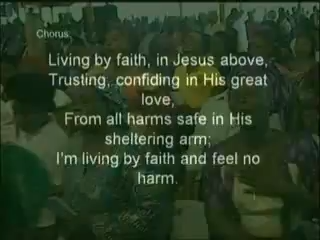 Chorus:
Living by faith, in Jesus above,
Trusting, confiding in His great
love,
From all harms safe in His
sheltering arm;
I'm living by faith and feel no
harm.